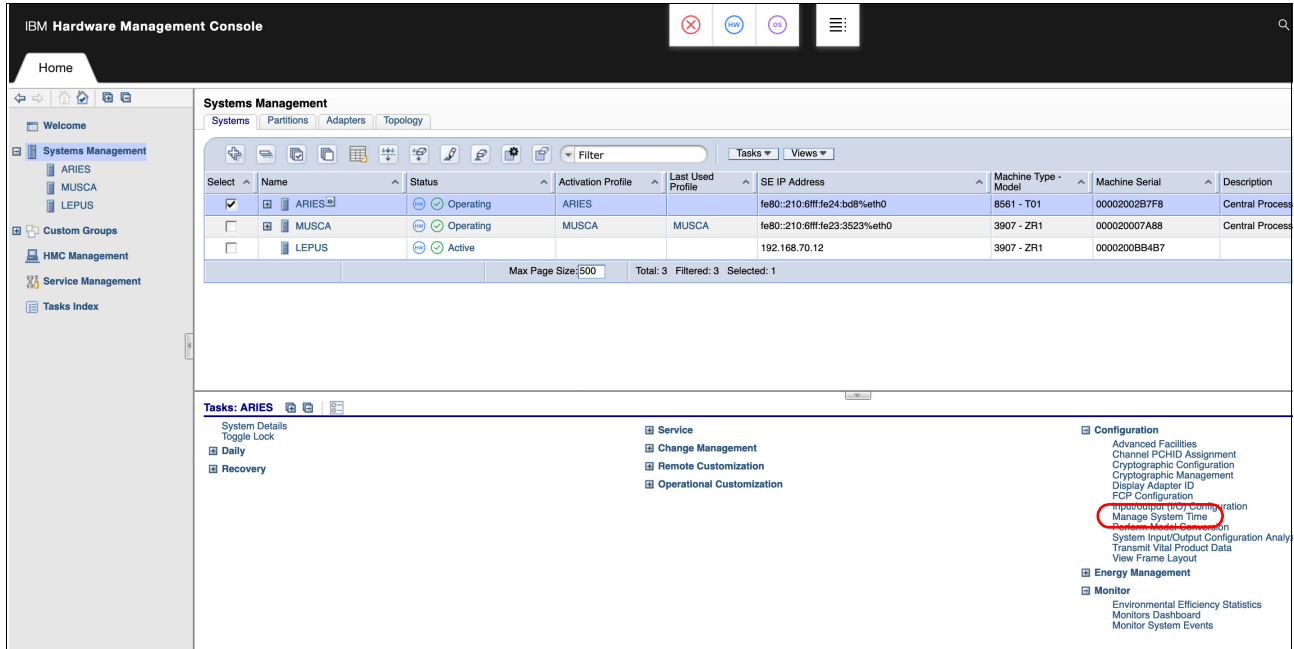 IBM Hardware Management Console
HW
OS
Home
Welcome
Systems Management
ARIES
MUSCA
LEPUS
Custom Groups
HMC Management
Service Management
Tasks Index
Systems Management
Systems Partitions Adapters Topology
Filter Tasks Views
Select Name Status Activation Profile Last Used Profile SE IP Address Machine Type - Model Machine Serial Description
ARIES HW Operating ARIES fe80::210:6fff:fe24:bd8%eth0 8561 - T01 00002002B7F8 Central Process
MUSCA HW Operating MUSCA MUSCA fe80::210:6fff:fe23:3523%eth0 3907 - ZR1 000020007A88 Central Process
LEPUS HW Active 192.168.70.12 3907 - ZR1 0000200BB4B7
Max Page Size: 500 Total: 3 Filtered: 3 Selected: 1
Tasks: ARIES
System Details
Toggle Lock
Daily
Recovery
Service
Change Management
Remote Customization
Operational Customization
Configuration
Advanced Facilities
Channel PCHID Assignment
Cryptographic Configuration
Cryptographic Management
Display Adapter ID
FCP Configuration
Input/output (I/O) Configuration
Manage System Time
Perform Model Conversion
System Input/Output Configuration Analyz
Transmit Vital Product Data
View Frame Layout
Energy Management
Monitor
Environmental Efficiency Statistics
Monitors Dashboard
Monitor System Events